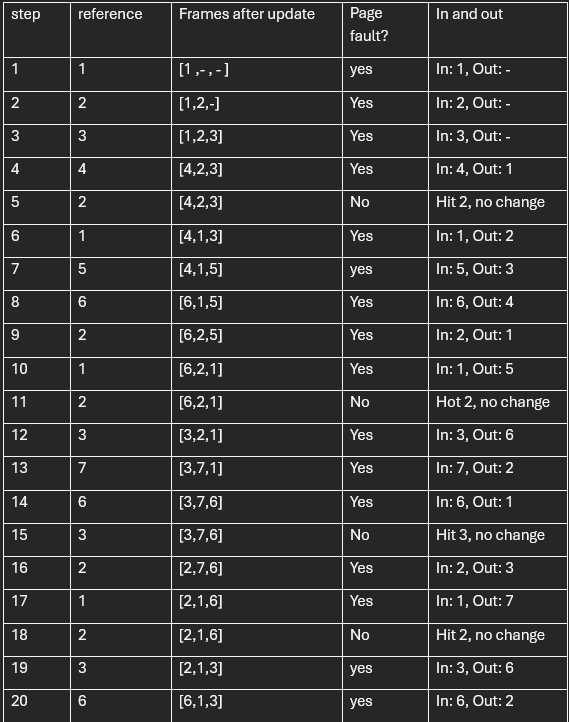 step reference Frames after update Page fault? In and out
1 1 [1 ,- , - ] yes In: 1, Out: -
2 2 [1,2,-] Yes In: 2, Out: -
3 3 [1,2,3] Yes In: 3, Out: -
4 4 [4,2,3] Yes In: 4, Out: 1
5 2 [4,2,3] No Hit 2, no change
6 1 [4,1,3] Yes In: 1, Out: 2
7 5 [4,1,5] yes In: 5, Out: 3
8 6 [6,1,5] Yes In: 6, Out: 4
9 2 [6,2,5] Yes In: 2, Out: 1
10 1 [6,2,1] Yes In: 1, Out: 5
11 2 [6,2,1] No Hot 2, no change
12 3 [3,2,1] Yes In: 3, Out: 6
13 7 [3,7,1] Yes In: 7, Out: 2
14 6 [3,7,6] Yes In: 6, Out: 1
15 3 [3,7,6] No Hit 3, no change
16 2 [2,7,6] Yes In: 2, Out: 3
17 1 [2,1,6] Yes In: 1, Out: 7
18 2 [2,1,6] No Hit 2, no change
19 3 [2,1,3] yes In: 3, Out: 6
20 6 [6,1,3] yes In: 6, Out: 2